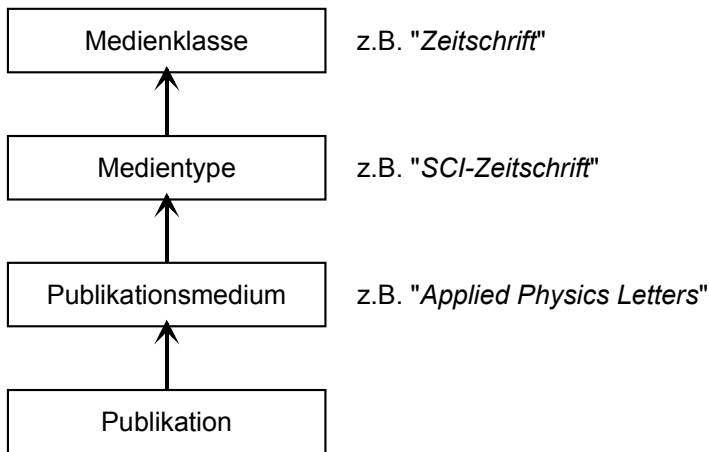 Medienklasse z.B. "Zeitschrift"
Medientype z.B. "SCI-Zeitschrift"
Publikationsmedium z.B. "Applied Physics Letters"
Publikation